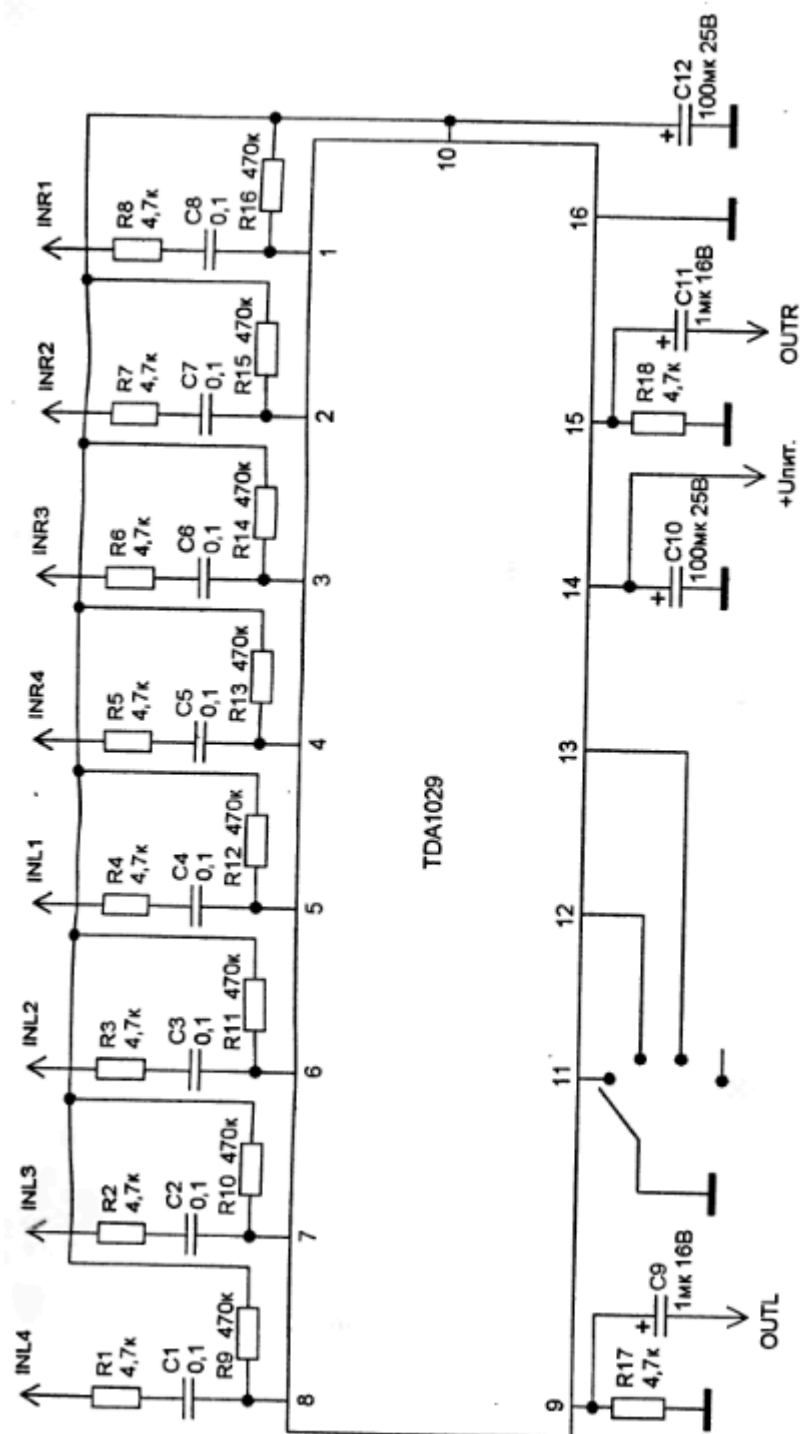 INL4
INL3
INL2
INL1
INR4
INR3
INR2
INR1
R1
4,7к
R2
4,7к
R3
4,7к
R4
4,7к
R5
4,7к
R6
4,7к
R7
4,7к
R8
4,7к
C1
0,1
C2
0,1
C3
0,1
C4
0,1
C5
0,1
C6
0,1
C7
0,1
C8
0,1
R9 470к
R10 470к
R11 470к
R12 470к
R13 470к
R14 470к
R15 470к
R16 470к
8
7
6
5
4
3
2
1
TDA1029
10
9
11
12
13
14
15
16
R17
4,7к
+
C9
1мк 16В
OUTL
+
C10
100мк 25В
+Uпит.
R18
4,7к
+
C11
1мк 16В
OUTR
+
C12
100мк 25В